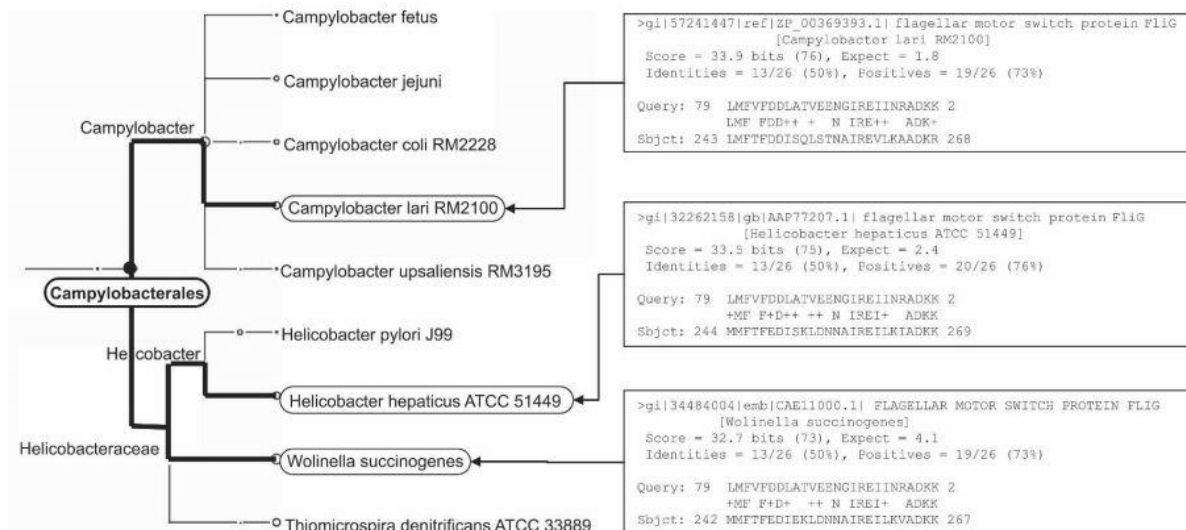 Campylobacter fetus
Campylobacter jejuni
Campylobacter
Campylobacter coli RM2228
Campylobacter lari RM2100
Campylobacter upsaliensis RM3195
Campylobacterales
Helicobacter pylori J99
Helicobacter
Helicobacter hepaticus ATCC 51449
Helicobacteraceae
Wolinella succinogenes
Thiomicrospira denitrificans ATCC 33889
>gi|57241447|ref|ZP_00369393.1| flagellar motor switch protein FliG
[Campylobacter lari RM2100]
Score = 33.9 bits (76), Expect = 1.8
Identities = 13/26 (50%), Positives = 19/26 (73%)
Query: 79 LMFVFDDLATVEENGIREIINRADKK 2
LMF FDD++ + N IRE++ ADK+
Sbjct: 243 LMFTFDDISQLSTNAIREVLKAADKR 268
>gi|32262158|gb|AAP77207.1| flagellar motor switch protein FliG
[Helicobacter hepaticus ATCC 51449]
Score = 33.5 bits (75), Expect = 2.4
Identities = 13/26 (50%), Positives = 20/26 (76%)
Query: 79 LMFVFDDLATVEENGIREIINRADKK 2
+MF F+D++ ++ N IREI+ ADKK
Sbjct: 244 MMFTFEDISKLDNNAIREILKIADKK 269
>gi|34484004|emb|CAE11000.1| FLAGELLAR MOTOR SWITCH PROTEIN FLIG
[Wolinella succinogenes]
Score = 32.7 bits (73), Expect = 4.1
Identities = 13/26 (50%), Positives = 19/26 (73%)
Query: 79 LMFVFDDLATVEENGIREIINRADKK 2
+MF F+D+ ++ N IREI+ ADKK
Sbjct: 242 MMFTFEDIEKLDNNAIREILKVADKK 267